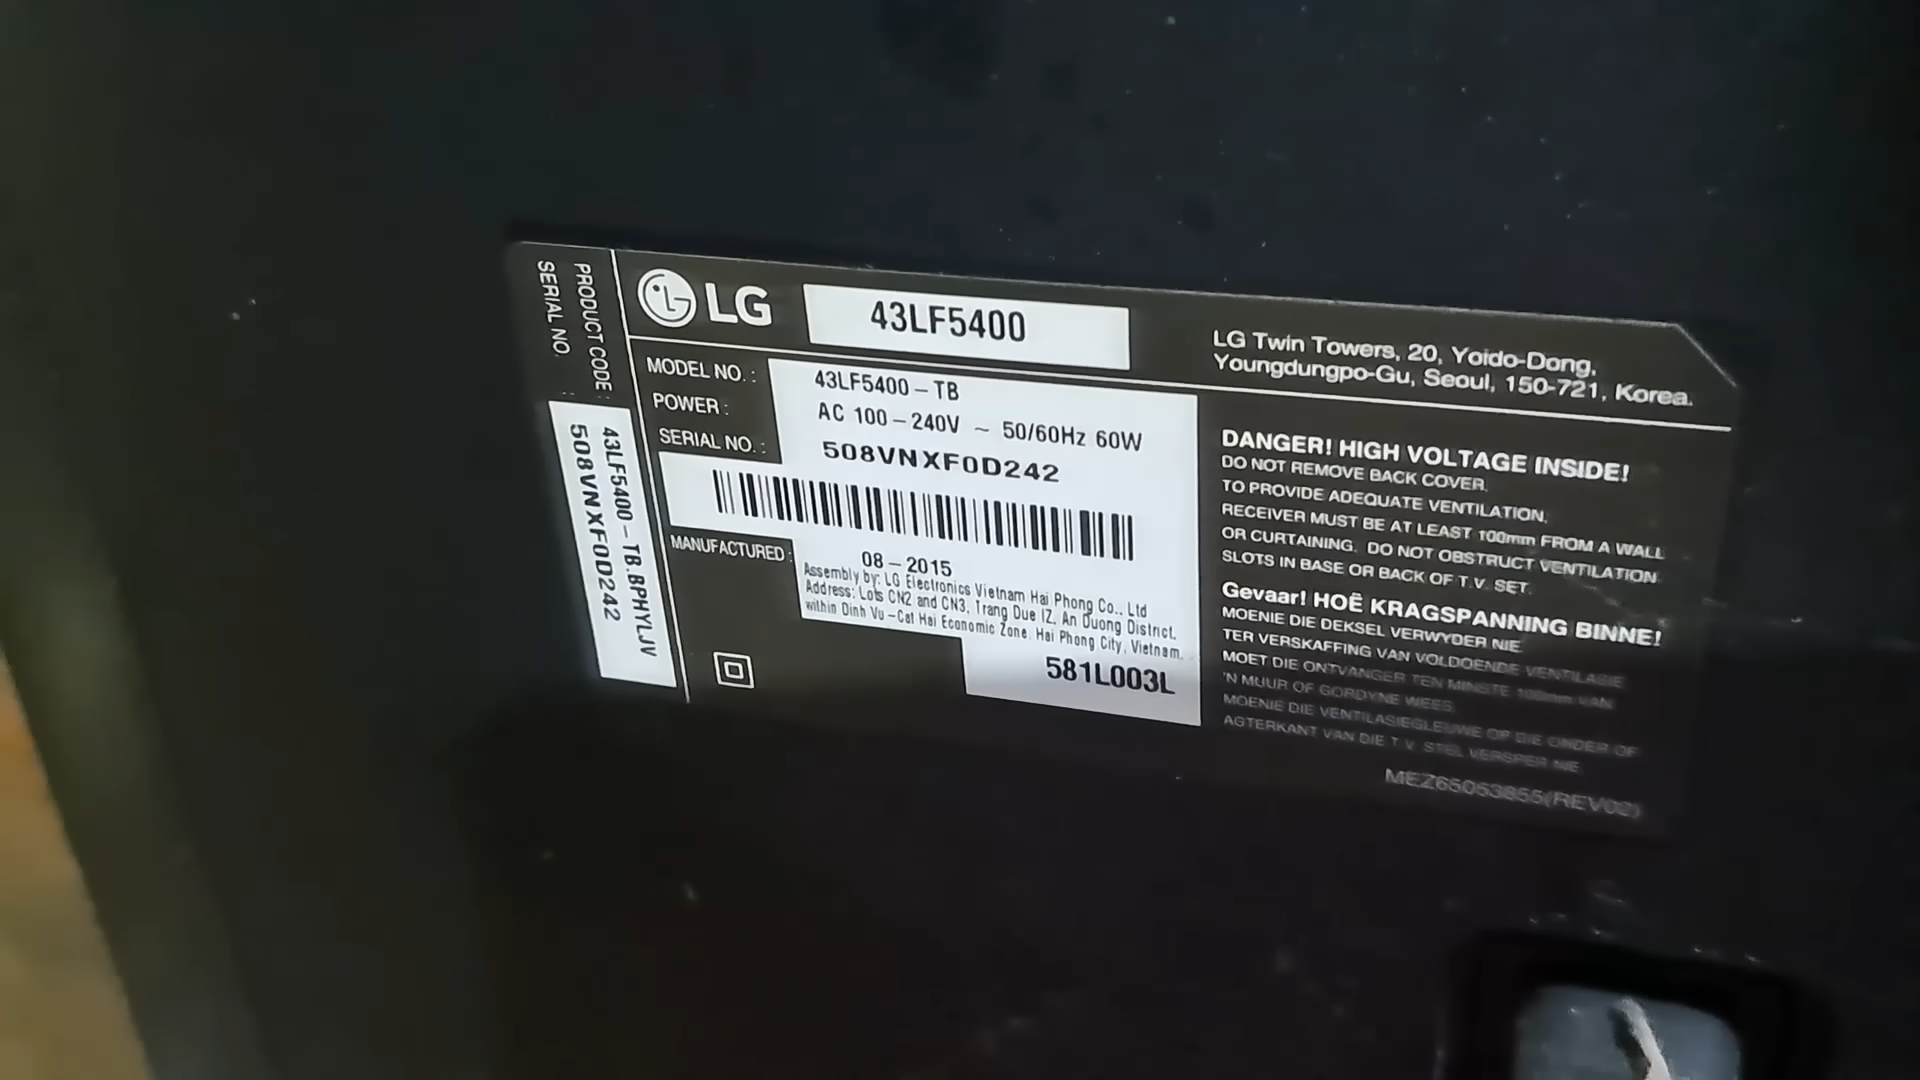 PRODUCT CODE :
SERIAL NO. :
43LF5400-TB.BPHYLJV
508VNXF0D242
LG
43LF5400
LG Twin Towers, 20, Yoido-Dong,
Youngdungpo-Gu, Seoul, 150-721, Korea.
MODEL NO. : 43LF5400-TB
POWER : AC 100-240V ~ 50/60Hz 60W
SERIAL NO. : 508VNXF0D242
MANUFACTURED : 08-2015
Assembly by: LG Electronics Vietnam Hai Phong Co., Ltd
Address: Lots CN2 and CN3, Trang Due IZ, An Duong District,
within Dinh Vu-Cat Hai Economic Zone, Hai Phong City, Vietnam.
581L003L
DANGER! HIGH VOLTAGE INSIDE!
DO NOT REMOVE BACK COVER.
TO PROVIDE ADEQUATE VENTILATION,
RECEIVER MUST BE AT LEAST 100mm FROM A WALL
OR CURTAINING. DO NOT OBSTRUCT VENTILATION
SLOTS IN BASE OR BACK OF T.V. SET.
Gevaar! HOË KRAGSPANNING BINNE!
MOENIE DIE DEKSEL VERWYDER NIE
TER VERSKAFFING VAN VOLDOENDE VENTILASIE
MOET DIE ONTVANGER TEN MINSTE 100mm VAN
'N MUUR OF GORDYNE WEES.
MOENIE DIE VENTILASIEGLEUWE OP DIE ONDER OF
AGTERKANT VAN DIE T.V. STEL VERSPER NIE.
MEZ65053855(REV02)